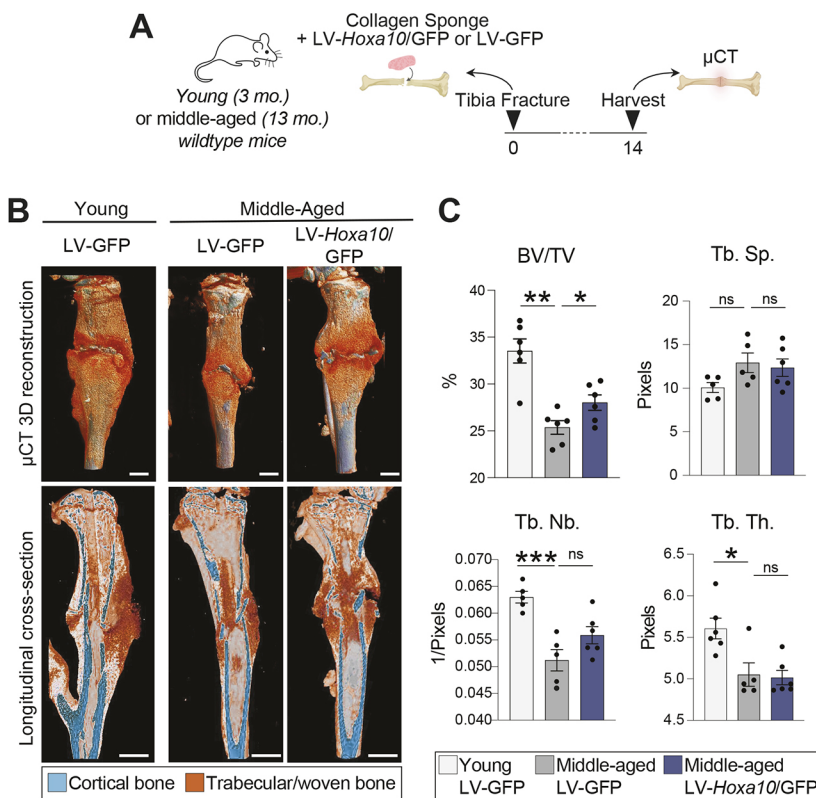 A
Collagen Sponge
+ LV-Hoxa10/GFP or LV-GFP
Young (3 mo.)
or middle-aged (13 mo.)
wildtype mice
Tibia Fracture
Harvest
µCT
0
14
B
Young
Middle-Aged
LV-GFP
LV-GFP
LV-Hoxa10/
GFP
µCT 3D reconstruction
Longitudinal cross-section
Cortical bone
Trabecular/woven bone
C
BV/TV
%
40
35
30
25
20
**
*
Tb. Sp.
Pixels
20
15
10
5
0
ns
ns
Tb. Nb.
1/Pixels
0.070
0.065
0.060
0.055
0.050
0.045
0.040
***
ns
Tb. Th.
Pixels
6.5
6.0
5.5
5.0
4.5
*
ns
Young
LV-GFP
Middle-aged
LV-GFP
Middle-aged
LV-Hoxa10/GFP